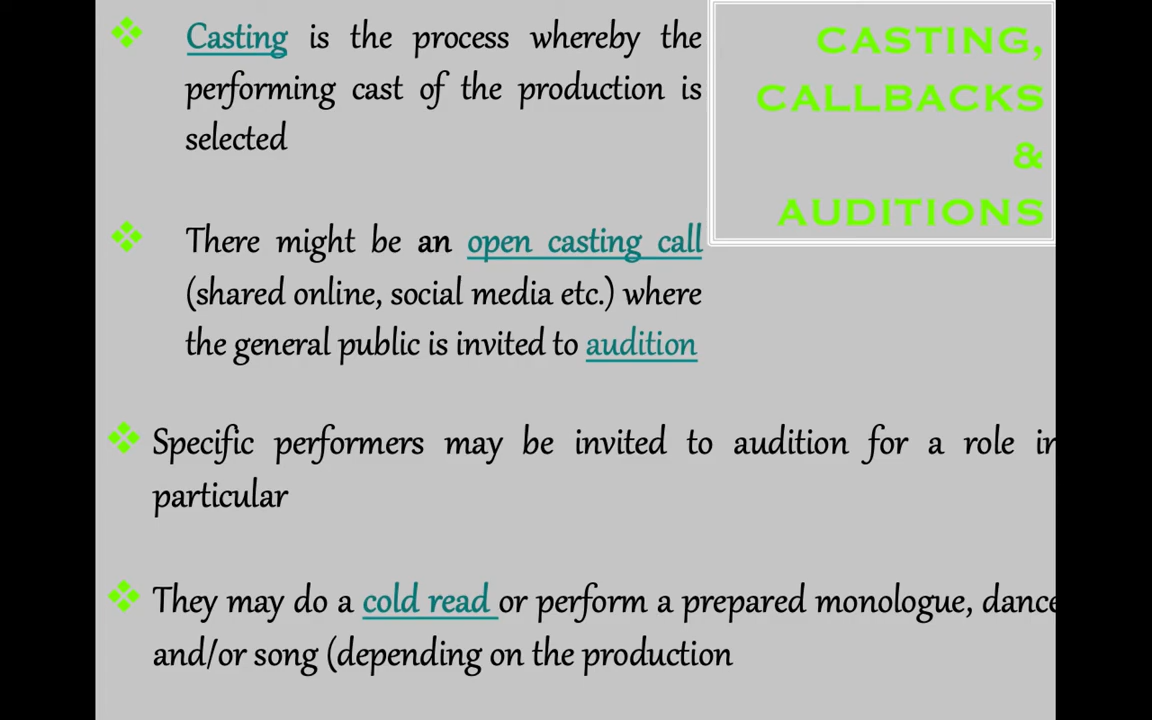 CASTING,
CALLBACKS
&
AUDITIONS
Casting is the process whereby the
performing cast of the production is
selected
There might be an open casting call
(shared online, social media etc.) where
the general public is invited to audition
Specific performers may be invited to audition for a role in
particular
They may do a cold read or perform a prepared monologue, dance
and/or song (depending on the production